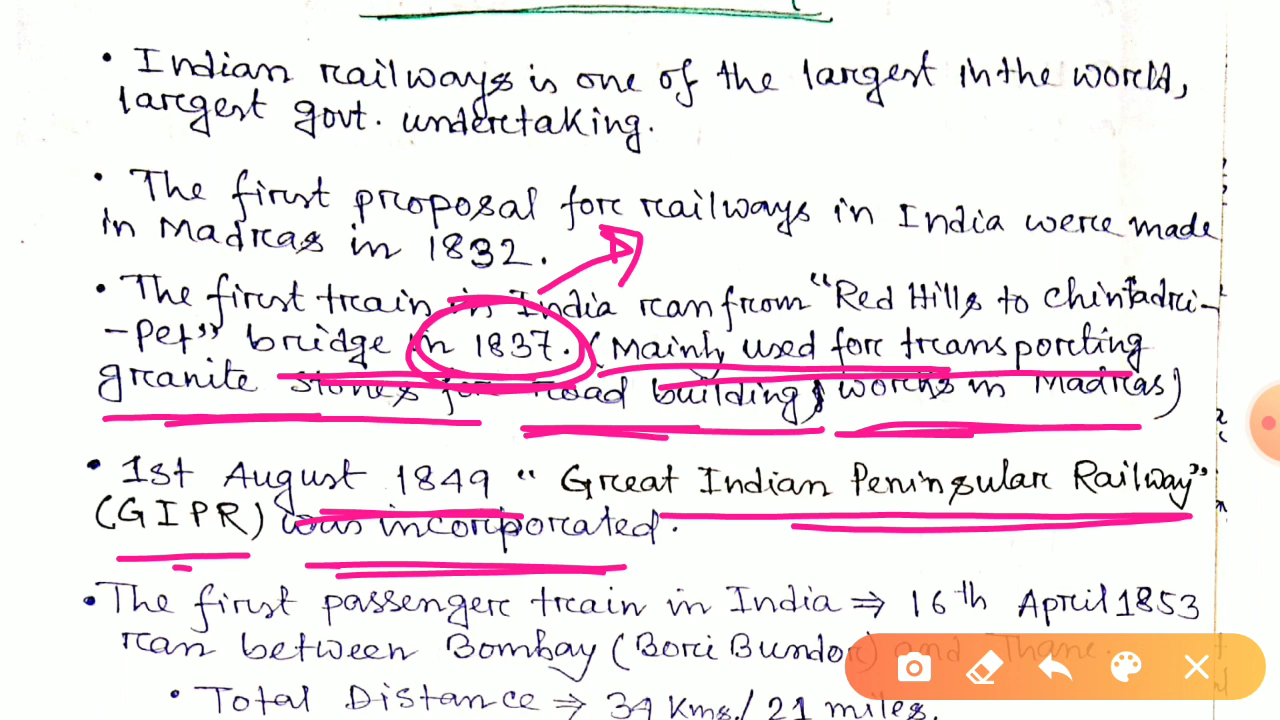 • Indian railways is one of the largest in the world,
largest govt. undertaking.
• The first proposal for railways in India were made
in Madras in 1832.
• The first train in India ran from "Red Hills to Chintadri-
-Pet" bridge in 1837. (Mainly used for transporting
granite stones for road building works in Madras)
• 1st August 1849 "Great Indian Peninsular Railway"
(GIPR) was incorporated.
• The first passenger train in India ⇒ 16th April 1853
ran between Bombay (Bori Bundor) and Thane.
• Total Distance ⇒ 34 Kms./21 miles.